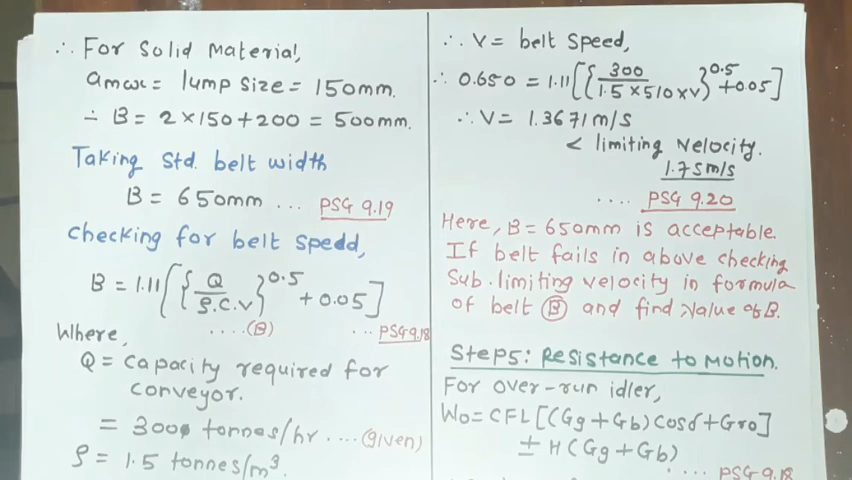 ∴ For Solid Material,
amax = lump size = 150mm.
∴ B = 2×150+200 = 500mm.
Taking Std. belt width
B = 650mm ... PSG 9.19
checking for belt spedd,
B = 1.11[{Q/ρ.C.V}^0.5 + 0.05]
....(B) ... PSG 9.18
Where,
Q = capacity required for
conveyor.
= 300 tonnes/hr ....(given)
ρ = 1.5 tonnes/m³.
∴ V = belt speed,
∴ 0.650 = 1.11[{300/1.5×510×V}^0.5 +0.05]
∴ V = 1.3671 m/s
< limiting velocity.
1.75m/s
.... PSG 9.20
Here, B = 650mm is acceptable.
If belt fails in above checking
Sub. limiting velocity in formula
of belt (B) and find value of B.
Step5: Resistance to Motion.
For over-run idler,
Wo = CFL[(Gg+Gb)Cosδ+Gro]
± H(Gg+Gb)
.... PSG 9.18